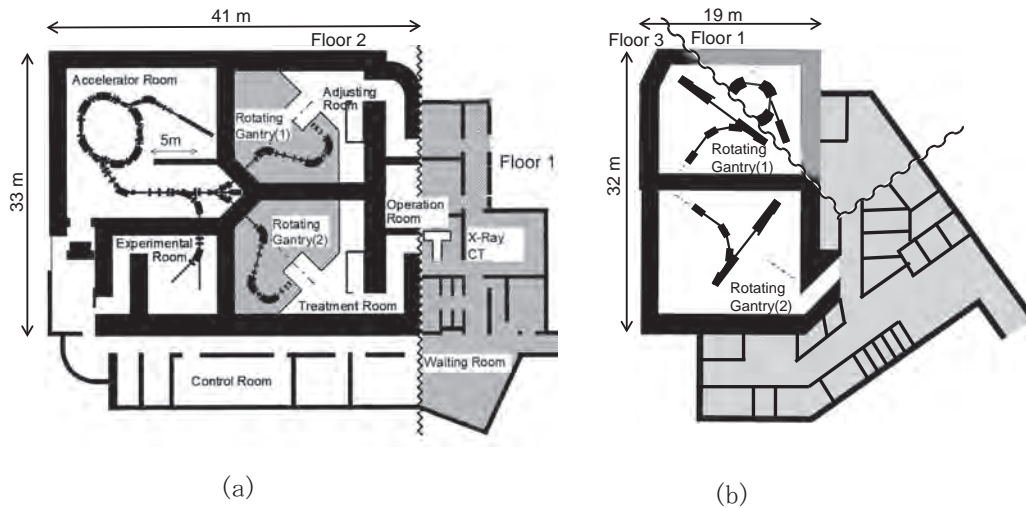 41 m
Floor 2
Accelerator Room
5m
Rotating
Gantry(1)
Adjusting
Room
Floor 1
33 m
Operation
Room
Experimental
Room
Rotating
Gantry(2)
X-Ray
CT
Treatment Room
Waiting Room
Control Room
(a)
19 m
Floor 3
Floor 1
32 m
Rotating
Gantry(1)
Rotating
Gantry(2)
(b)